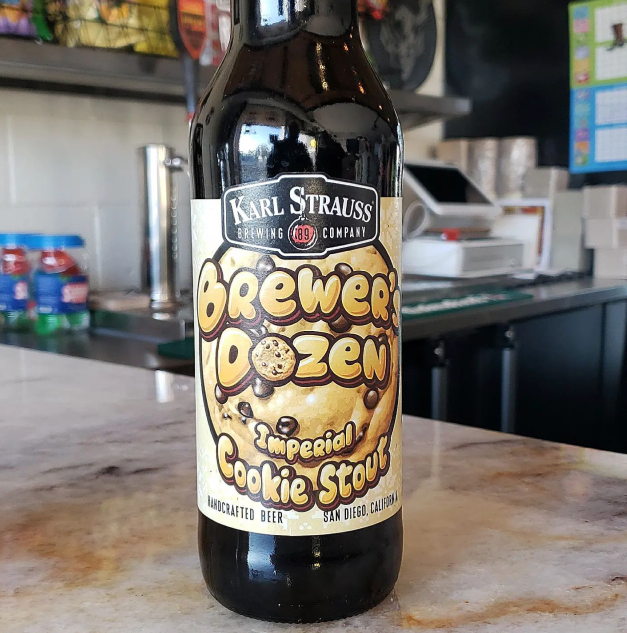 KARL STRAUSS
BREWING 89 COMPANY
BREWER'S
DOZEN
IMPERIAL
COOKIE STOUT
HANDCRAFTED BEER SAN DIEGO, CALIFORNIA